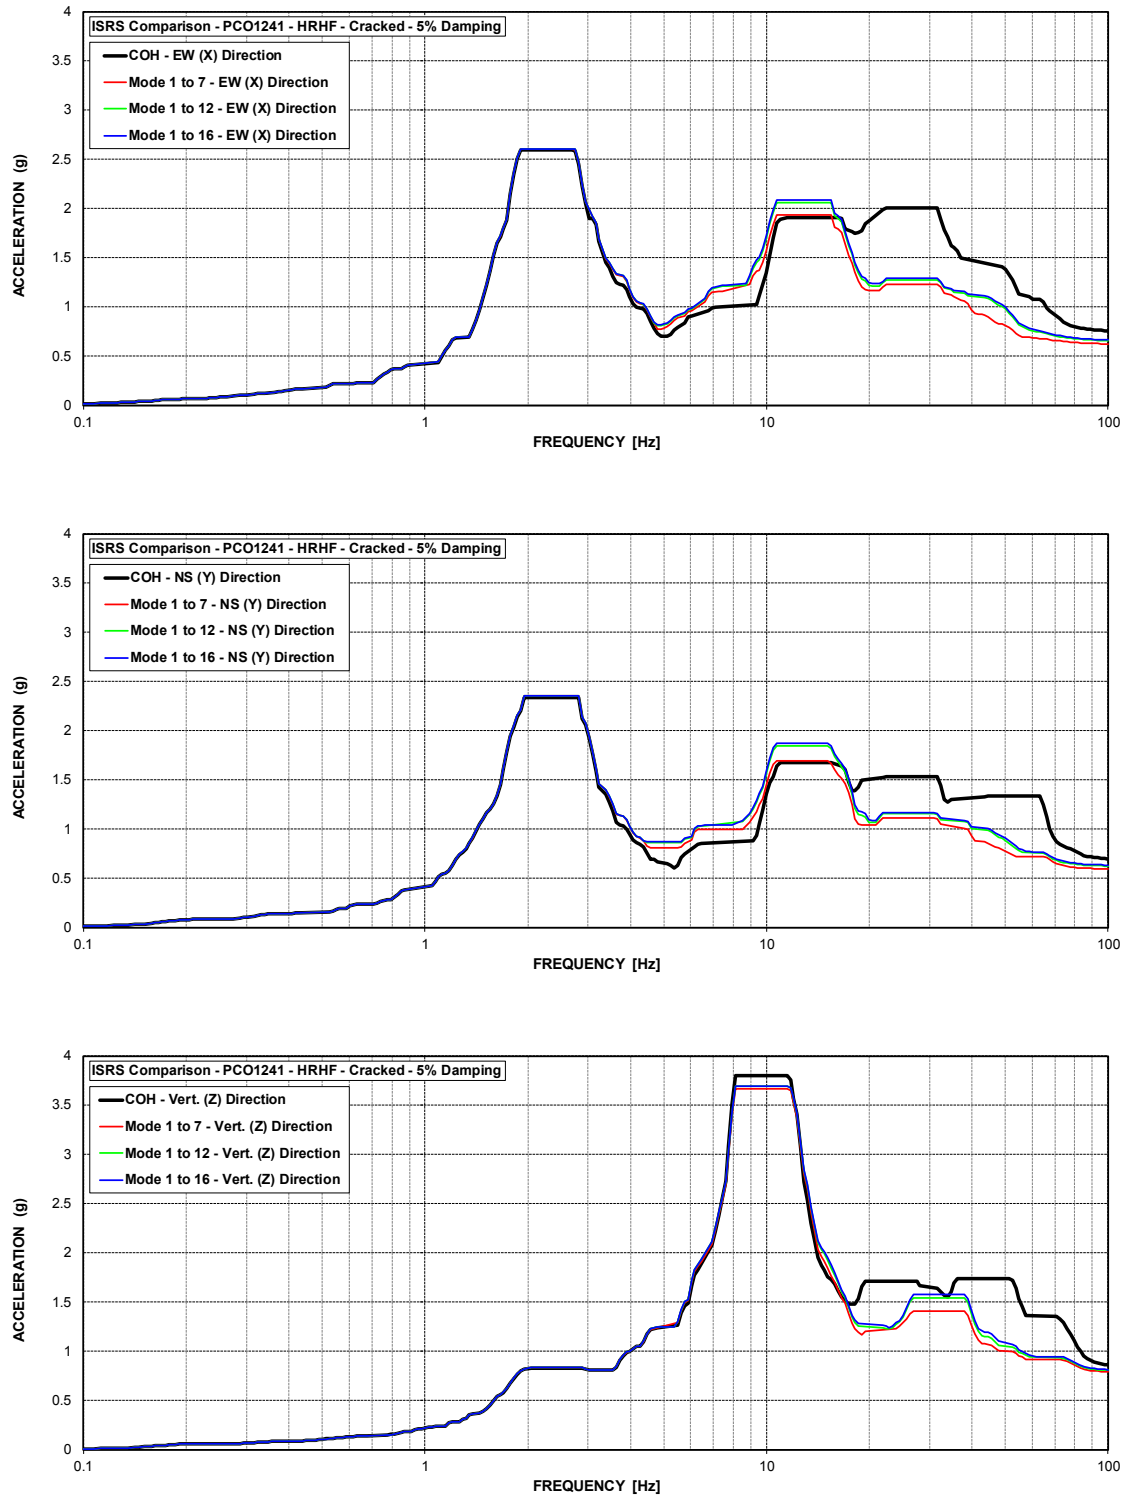 ISRS Comparison - PCO1241 - HRHF - Cracked - 5% Damping
COH - EW (X) Direction
Mode 1 to 7 - EW (X) Direction
Mode 1 to 12 - EW (X) Direction
Mode 1 to 16 - EW (X) Direction
ACCELERATION (g)
4
3.5
3
2.5
2
1.5
1
0.5
0
0.1
1
10
100
FREQUENCY [Hz]
ISRS Comparison - PCO1241 - HRHF - Cracked - 5% Damping
COH - NS (Y) Direction
Mode 1 to 7 - NS (Y) Direction
Mode 1 to 12 - NS (Y) Direction
Mode 1 to 16 - NS (Y) Direction
ACCELERATION (g)
4
3.5
3
2.5
2
1.5
1
0.5
0
0.1
1
10
100
FREQUENCY [Hz]
ISRS Comparison - PCO1241 - HRHF - Cracked - 5% Damping
COH - Vert. (Z) Direction
Mode 1 to 7 - Vert. (Z) Direction
Mode 1 to 12 - Vert. (Z) Direction
Mode 1 to 16 - Vert. (Z) Direction
ACCELERATION (g)
4
3.5
3
2.5
2
1.5
1
0.5
0
0.1
1
10
100
FREQUENCY [Hz]